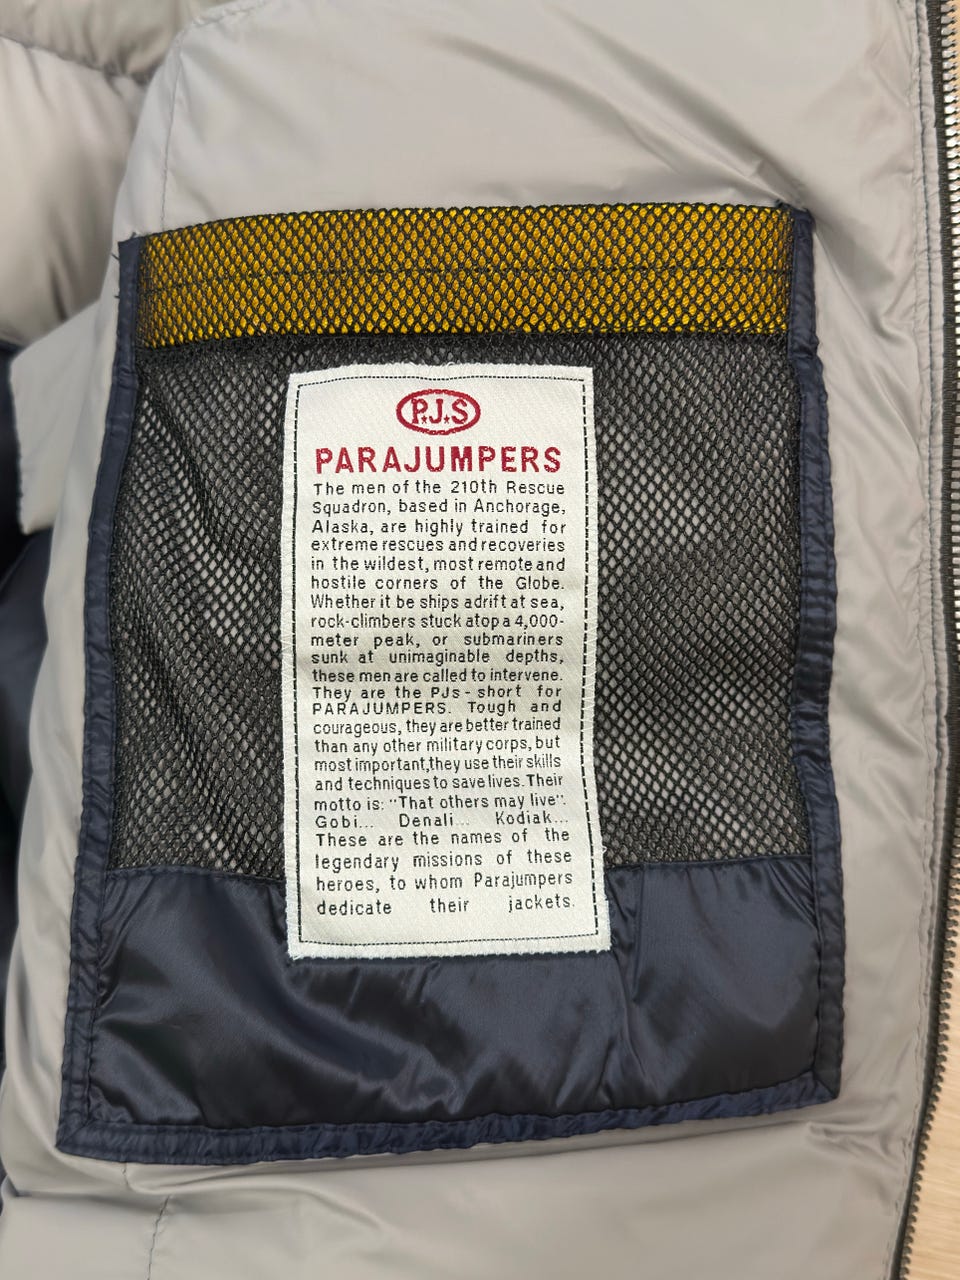 P.J.S
PARAJUMPERS
The men of the 210th Rescue
Squadron, based in Anchorage,
Alaska, are highly trained for
extreme rescues and recoveries
in the wildest, most remote and
hostile corners of the Globe.
Whether it be ships adrift at sea,
rock-climbers stuck atop a 4,000-
meter peak, or submariners
sunk at unimaginable depths,
these men are called to intervene.
They are the PJs - short for
PARAJUMPERS. Tough and
courageous, they are better trained
than any other military corps, but
most important,they use their skills
and techniques to save lives. Their
motto is: "That others may live".
Gobi... Denali... Kodiak...
These are the names of the
legendary missions of these
heroes, to whom Parajumpers
dedicate their jackets.